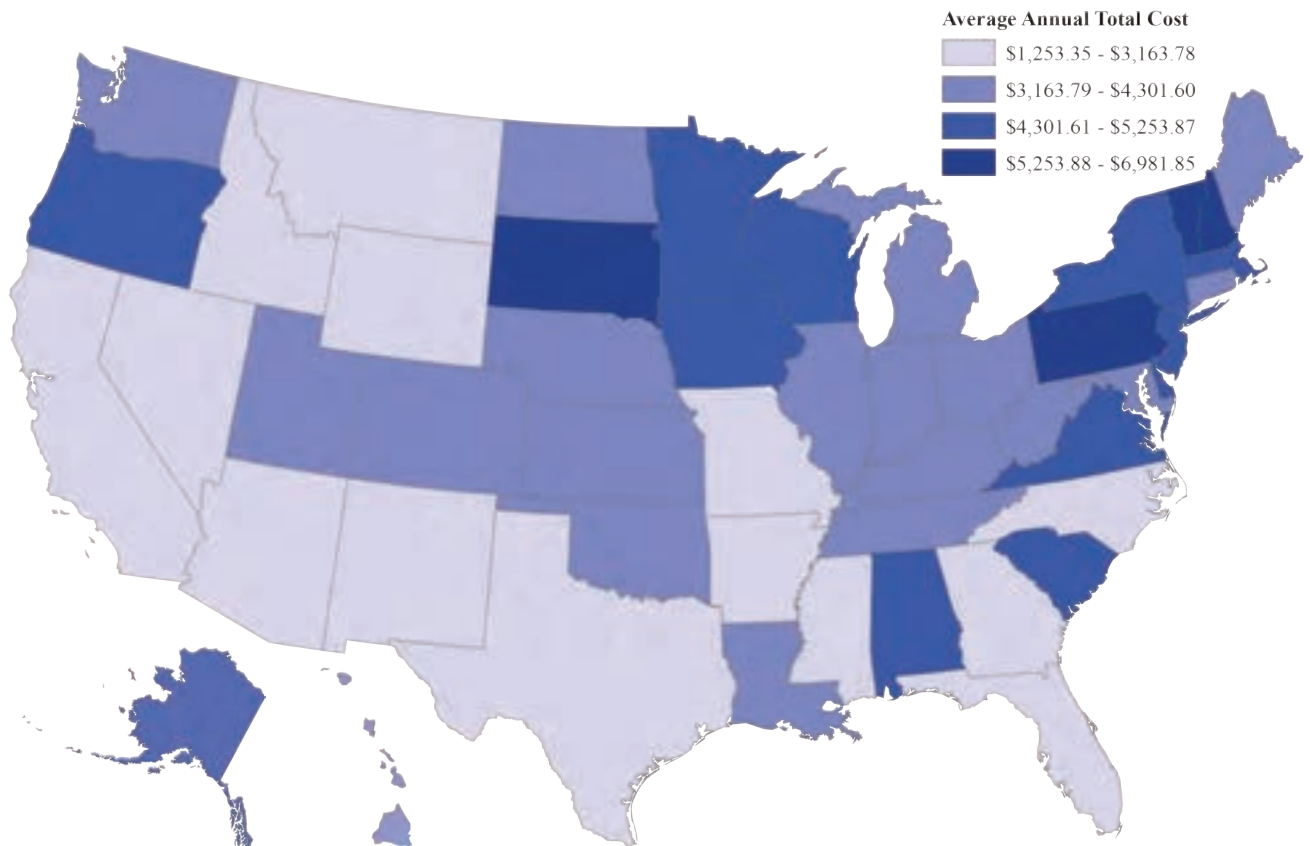 Average Annual Total Cost
$1,253.35 - $3,163.78
$3,163.79 - $4,301.60
$4,301.61 - $5,253.87
$5,253.88 - $6,981.85